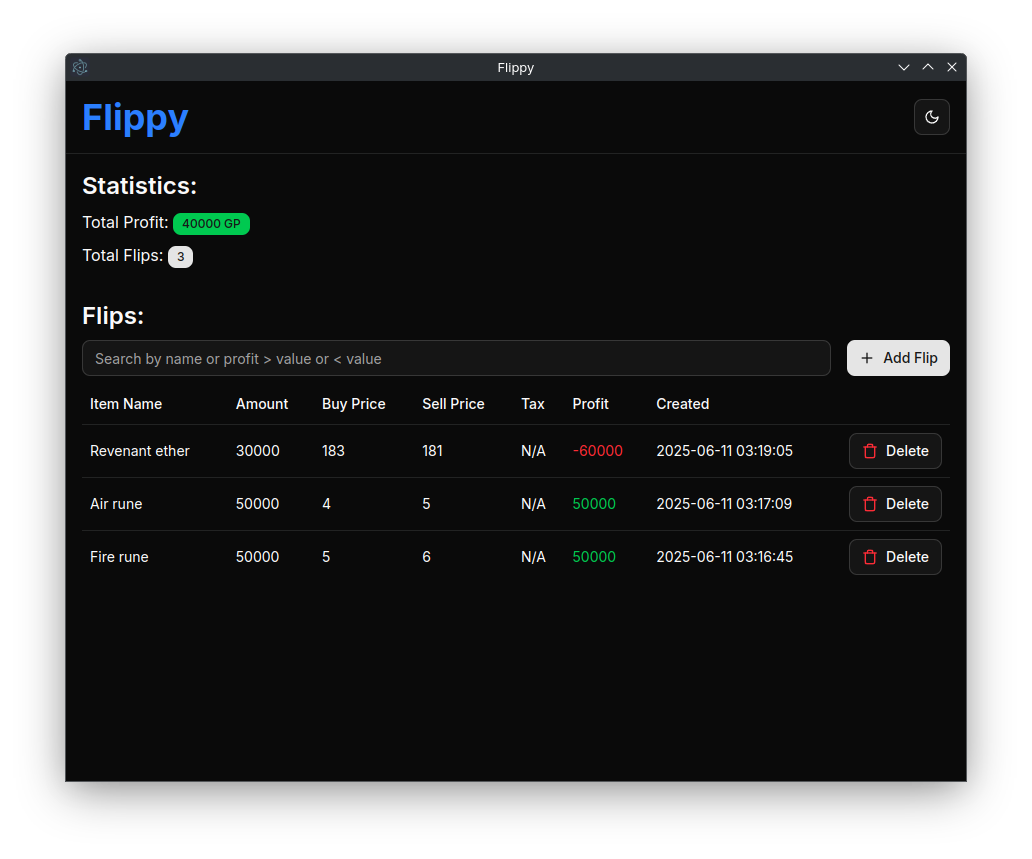 Flippy
Flippy
Statistics:
Total Profit: 40000 GP
Total Flips: 3
Flips:
Search by name or profit > value or < value + Add Flip
Item Name Amount Buy Price Sell Price Tax Profit Created
Revenant ether 30000 183 181 N/A -60000 2025-06-11 03:19:05 Delete
Air rune 50000 4 5 N/A 50000 2025-06-11 03:17:09 Delete
Fire rune 50000 5 6 N/A 50000 2025-06-11 03:16:45 Delete